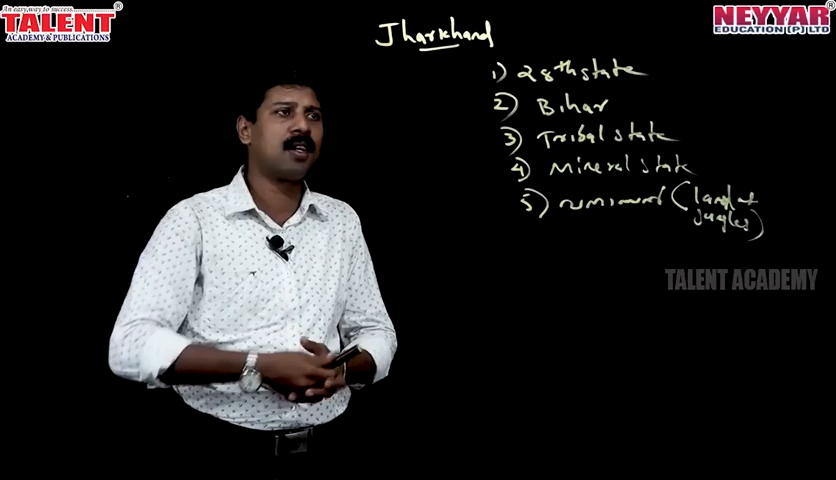 An easy way to success.....................
TALENT®
ACADEMY & PUBLICATIONS
NEYYAR®
EDUCATION (P) LTD
Jharkhand
1) 28th state
2) Bihar
3) Tribal state
4) Mineral state
5) (land of
jungles)
TALENT ACADEMY